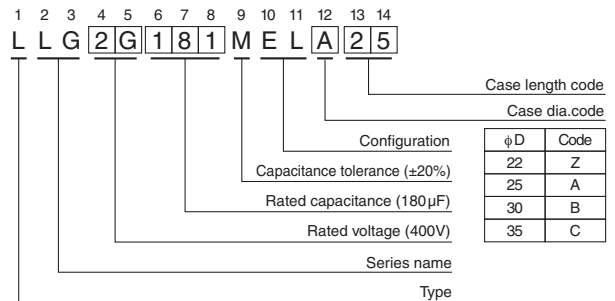 1 2 3 4 5 6 7 8 9 10 11 12 13 14
L L G 2 G 1 8 1 M E L A 2 5
Case length code
Case dia.code
Configuration
Capacitance tolerance (±20%)
Rated capacitance (180µF)
Rated voltage (400V)
Series name
Type
ϕD Code
22 Z
25 A
30 B
35 C